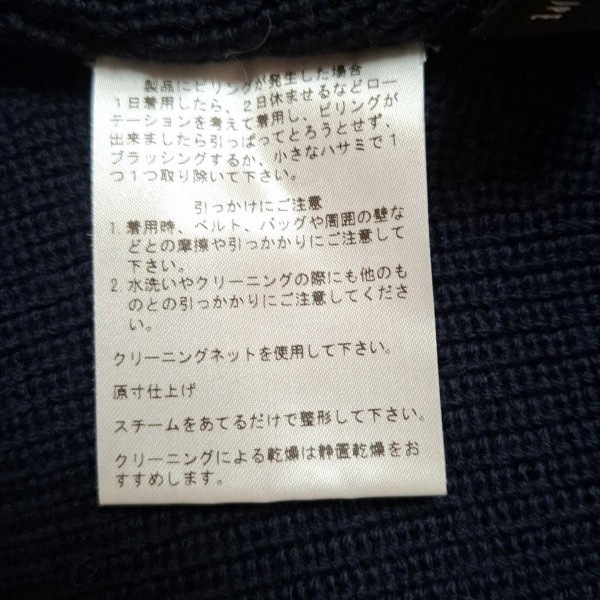 製品にピリングが発生した場合
1日着用したら、2日休ませるなどロー
テーションを考えて着用し、ピリングが
出来ましたら引っぱってとろうとせず、
ブラッシングするか、小さなハサミで1
つ1つ取り除いて下さい。
引っかけにご注意
1. 着用時、ベルト、バッグや周囲の壁な
どとの摩擦や引っかかりにご注意して
下さい。
2. 水洗いやクリーニングの際にも他のも
のとの引っかかりにご注意してくださ
い。
クリーニングネットを使用して下さい。
原寸仕上げ
スチームをあてるだけで整形して下さい。
クリーニングによる乾燥は静置乾燥をお
すすめします。